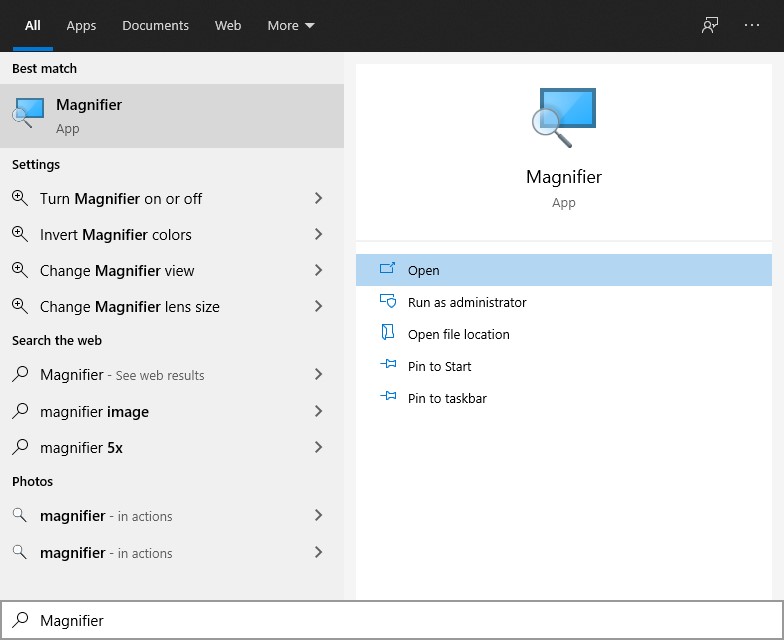 All Apps Documents Web More
Best match
Magnifier
App
Settings
Turn Magnifier on or off
Invert Magnifier colors
Change Magnifier view
Change Magnifier lens size
Search the web
Magnifier - See web results
magnifier image
magnifier 5x
Photos
magnifier - in actions
magnifier - in actions
Magnifier
App
Open
Run as administrator
Open file location
Pin to Start
Pin to taskbar
Magnifier